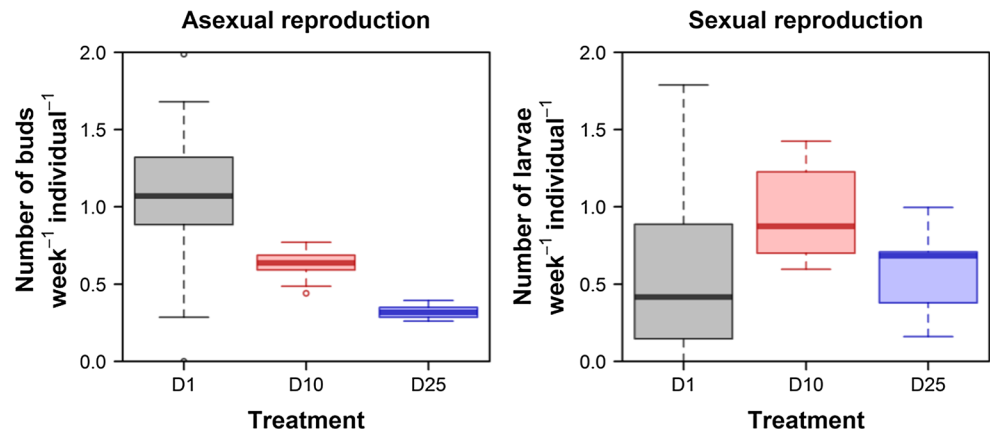 Asexual reproduction
Number of buds
week⁻¹ individual⁻¹
2.0
1.5
1.0
0.5
0.0
D1 D10 D25
Treatment
Sexual reproduction
Number of larvae
week⁻¹ individual⁻¹
2.0
1.5
1.0
0.5
0.0
D1 D10 D25
Treatment